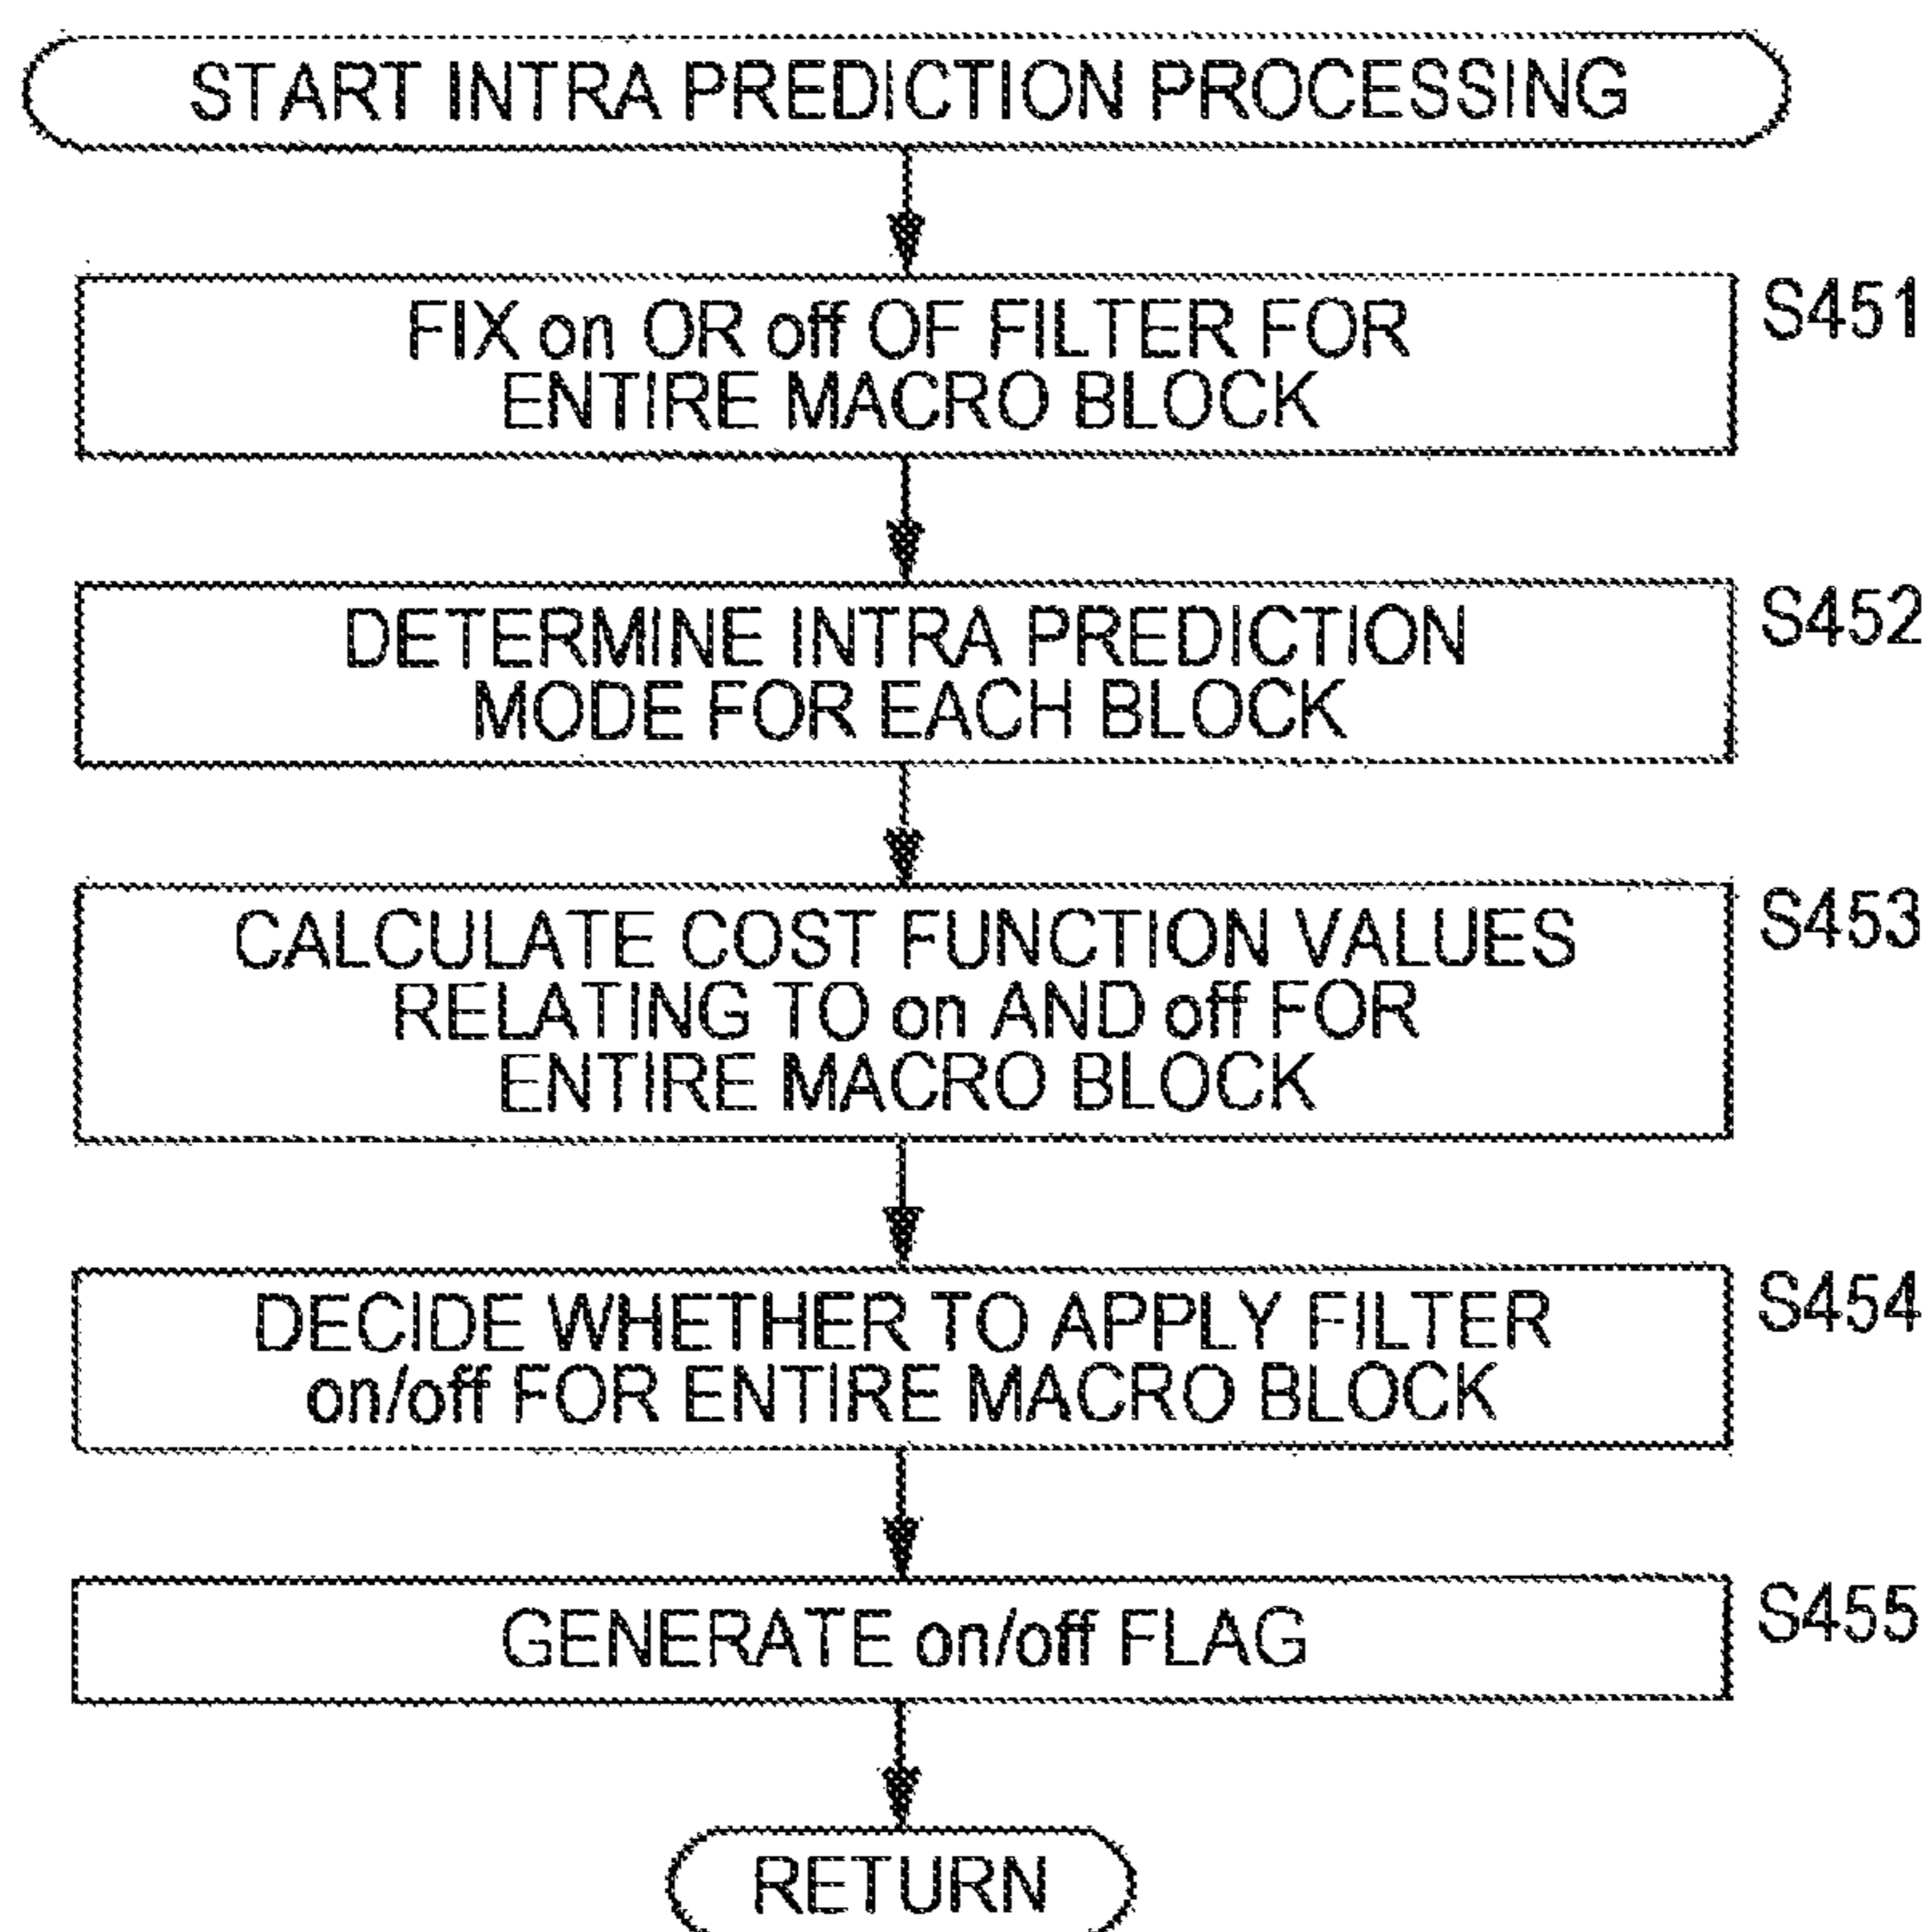 START INTRA PREDICTION PROCESSING
FIX on OR off OF FILTER FOR
ENTIRE MACRO BLOCK
S451
DETERMINE INTRA PREDICTION
MODE FOR EACH BLOCK
S452
CALCULATE COST FUNCTION VALUES
RELATING TO on AND off FOR
ENTIRE MACRO BLOCK
S453
DECIDE WHETHER TO APPLY FILTER
on/off FOR ENTIRE MACRO BLOCK
S454
GENERATE on/off FLAG
S455
RETURN